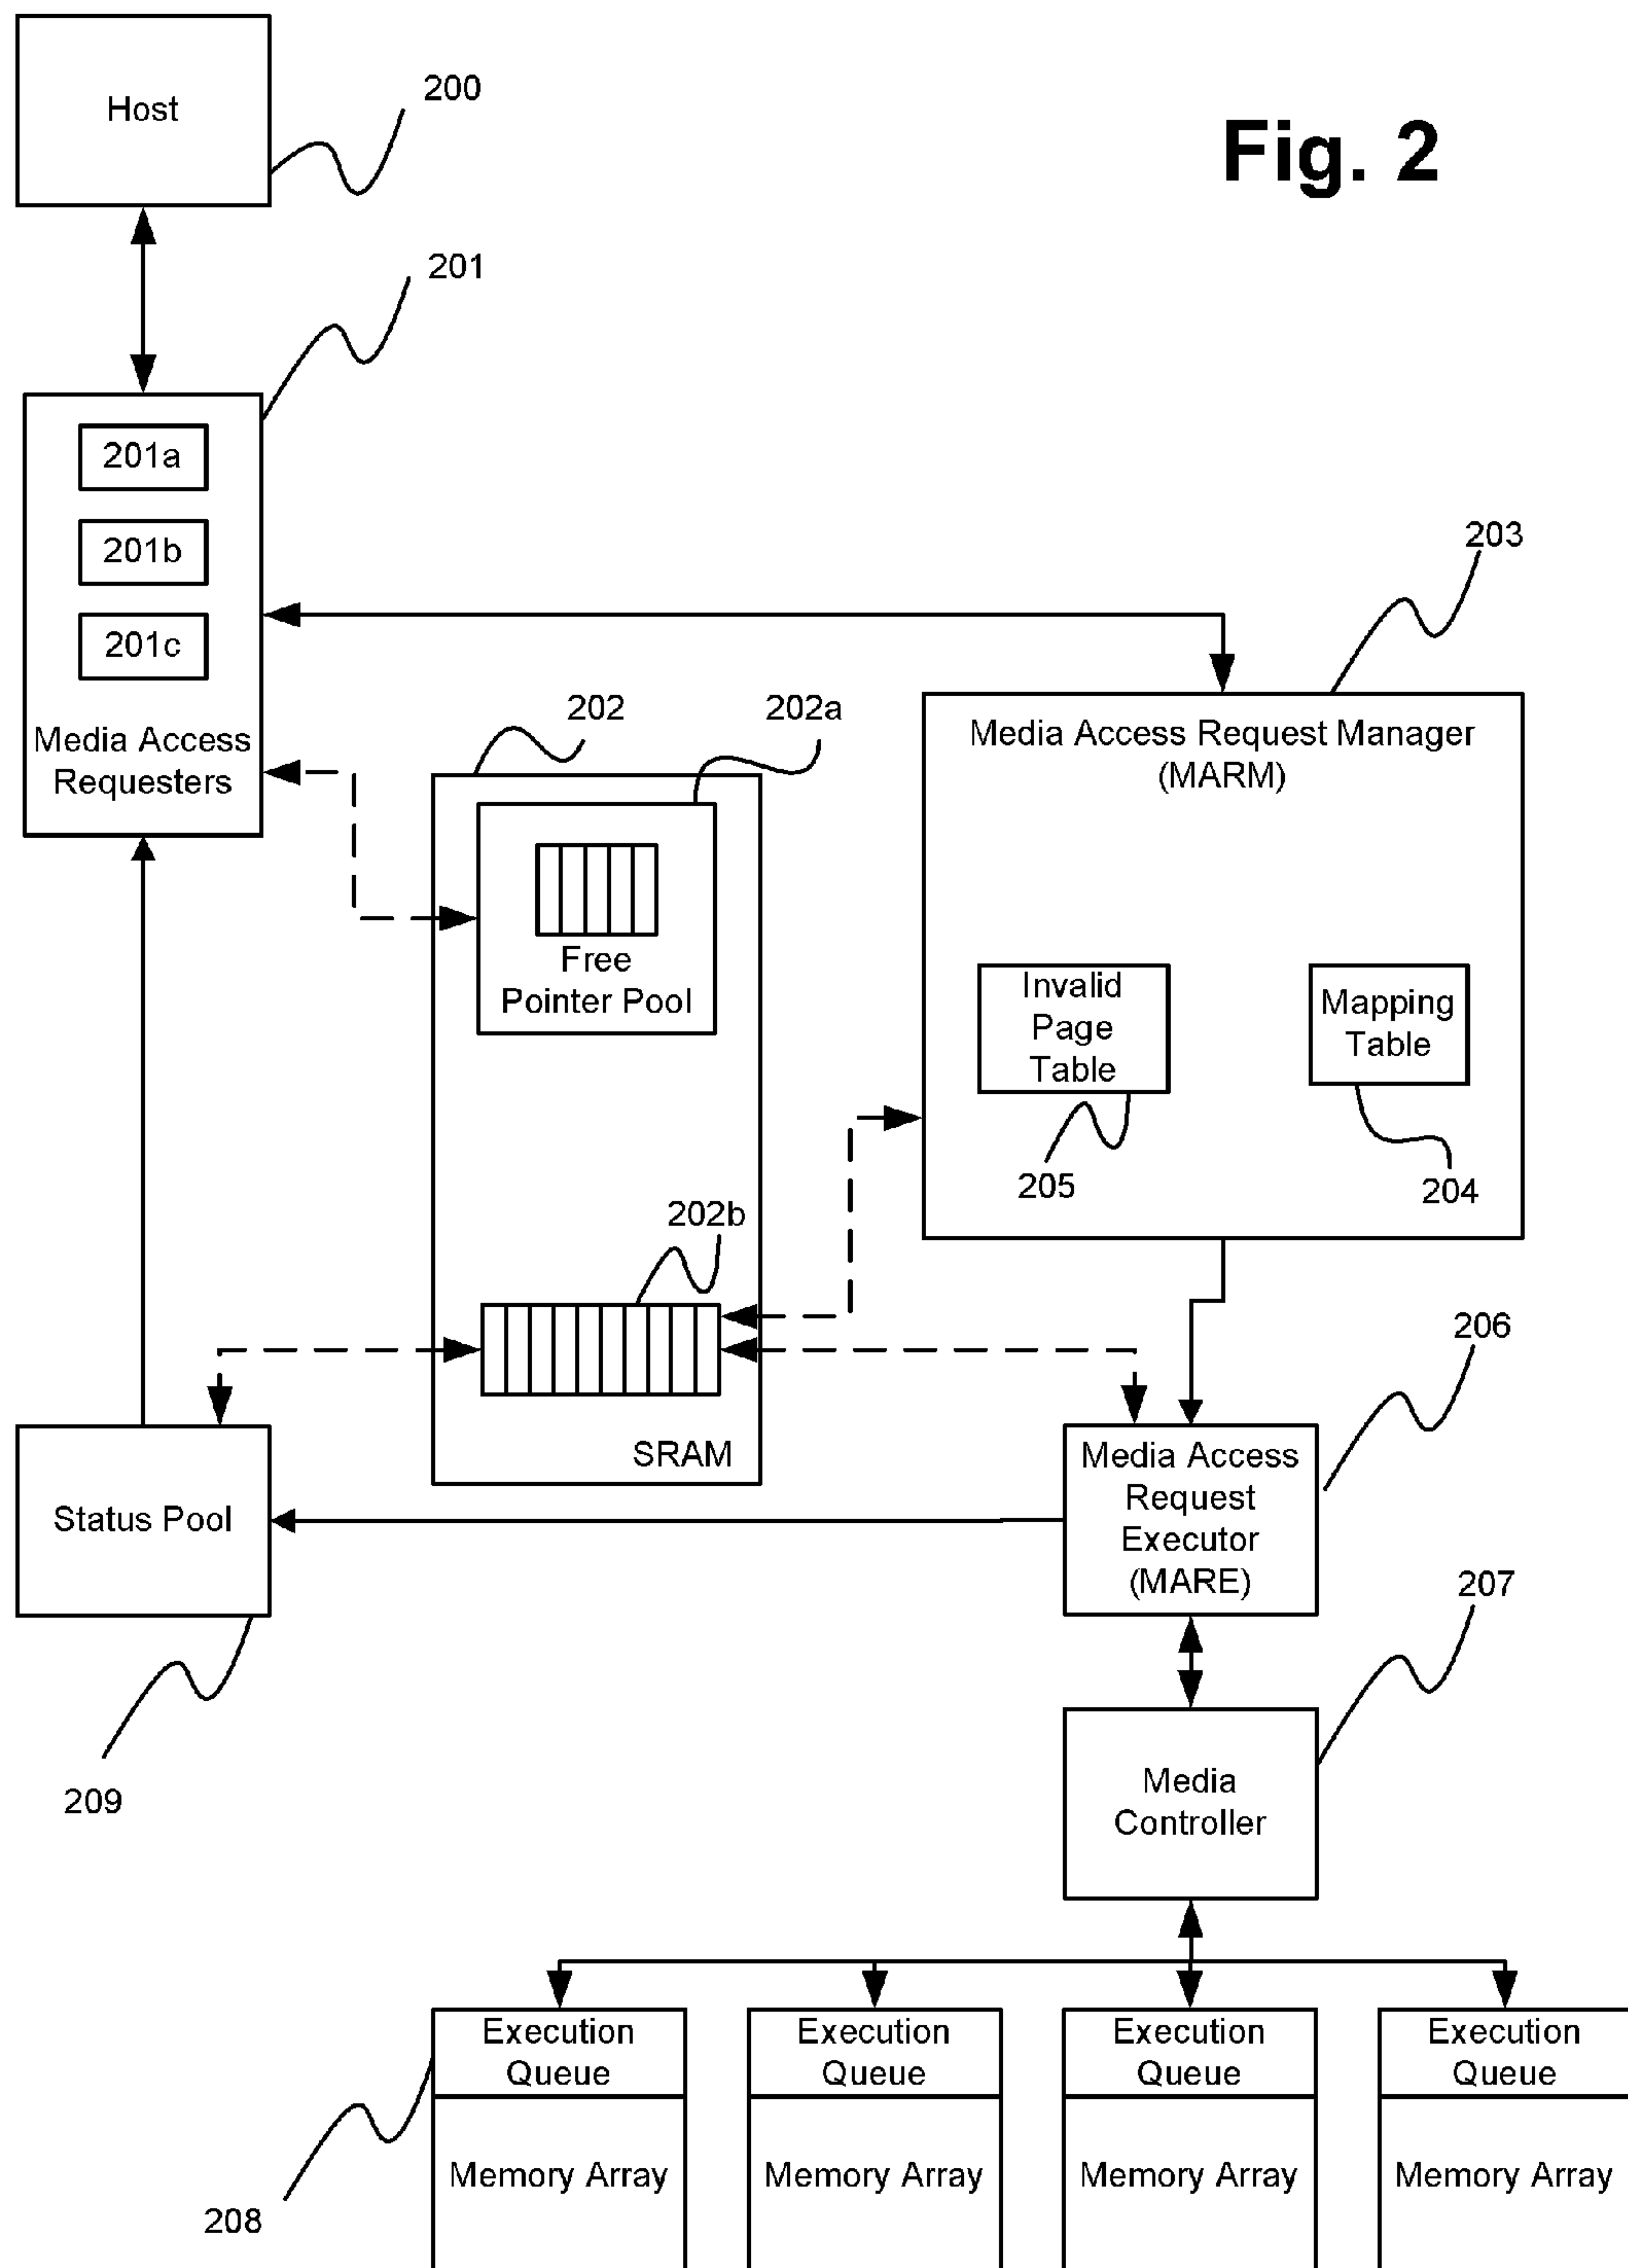 Fig. 2
Host
200
201
201a
201b
201c
Media Access
Requesters
202
202a
203
Media Access Request Manager
(MARM)
Free
Pointer Pool
Invalid
Page
Table
Mapping
Table
205
204
202b
SRAM
206
Status Pool
Media Access
Request
Executor
(MARE)
207
209
Media
Controller
Execution
Queue
Execution
Queue
Execution
Queue
Execution
Queue
Memory Array
Memory Array
Memory Array
Memory Array
208